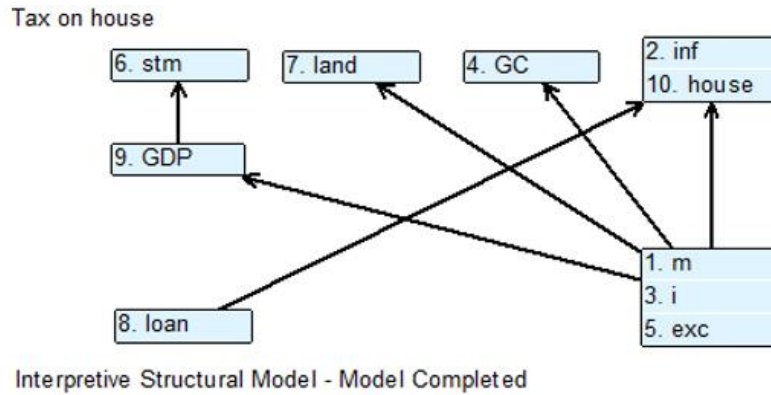 Tax on house
6. stm
7. land
4. GC
2. inf
10. house
9. GDP
1. m
3. i
5. exc
8. loan
Interpretive Structural Model - Model Completed